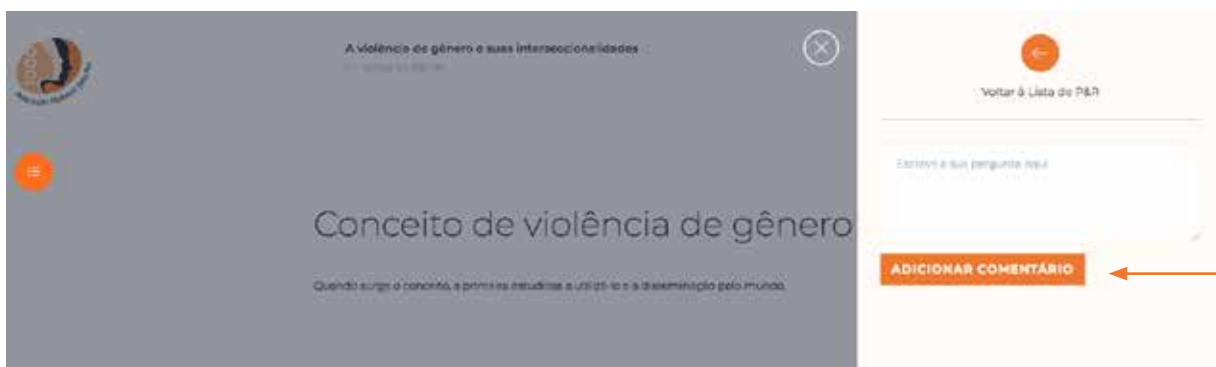 A violência de gênero e suas interseccionalidades
Conceito de violência de gênero
Quando surge o conceito, a primeira estudiosa a utilizá-lo e a disseminação pelo mundo.
Voltar à Lista de P&R
Escreva a sua pergunta aqui
ADICIONAR COMENTÁRIO